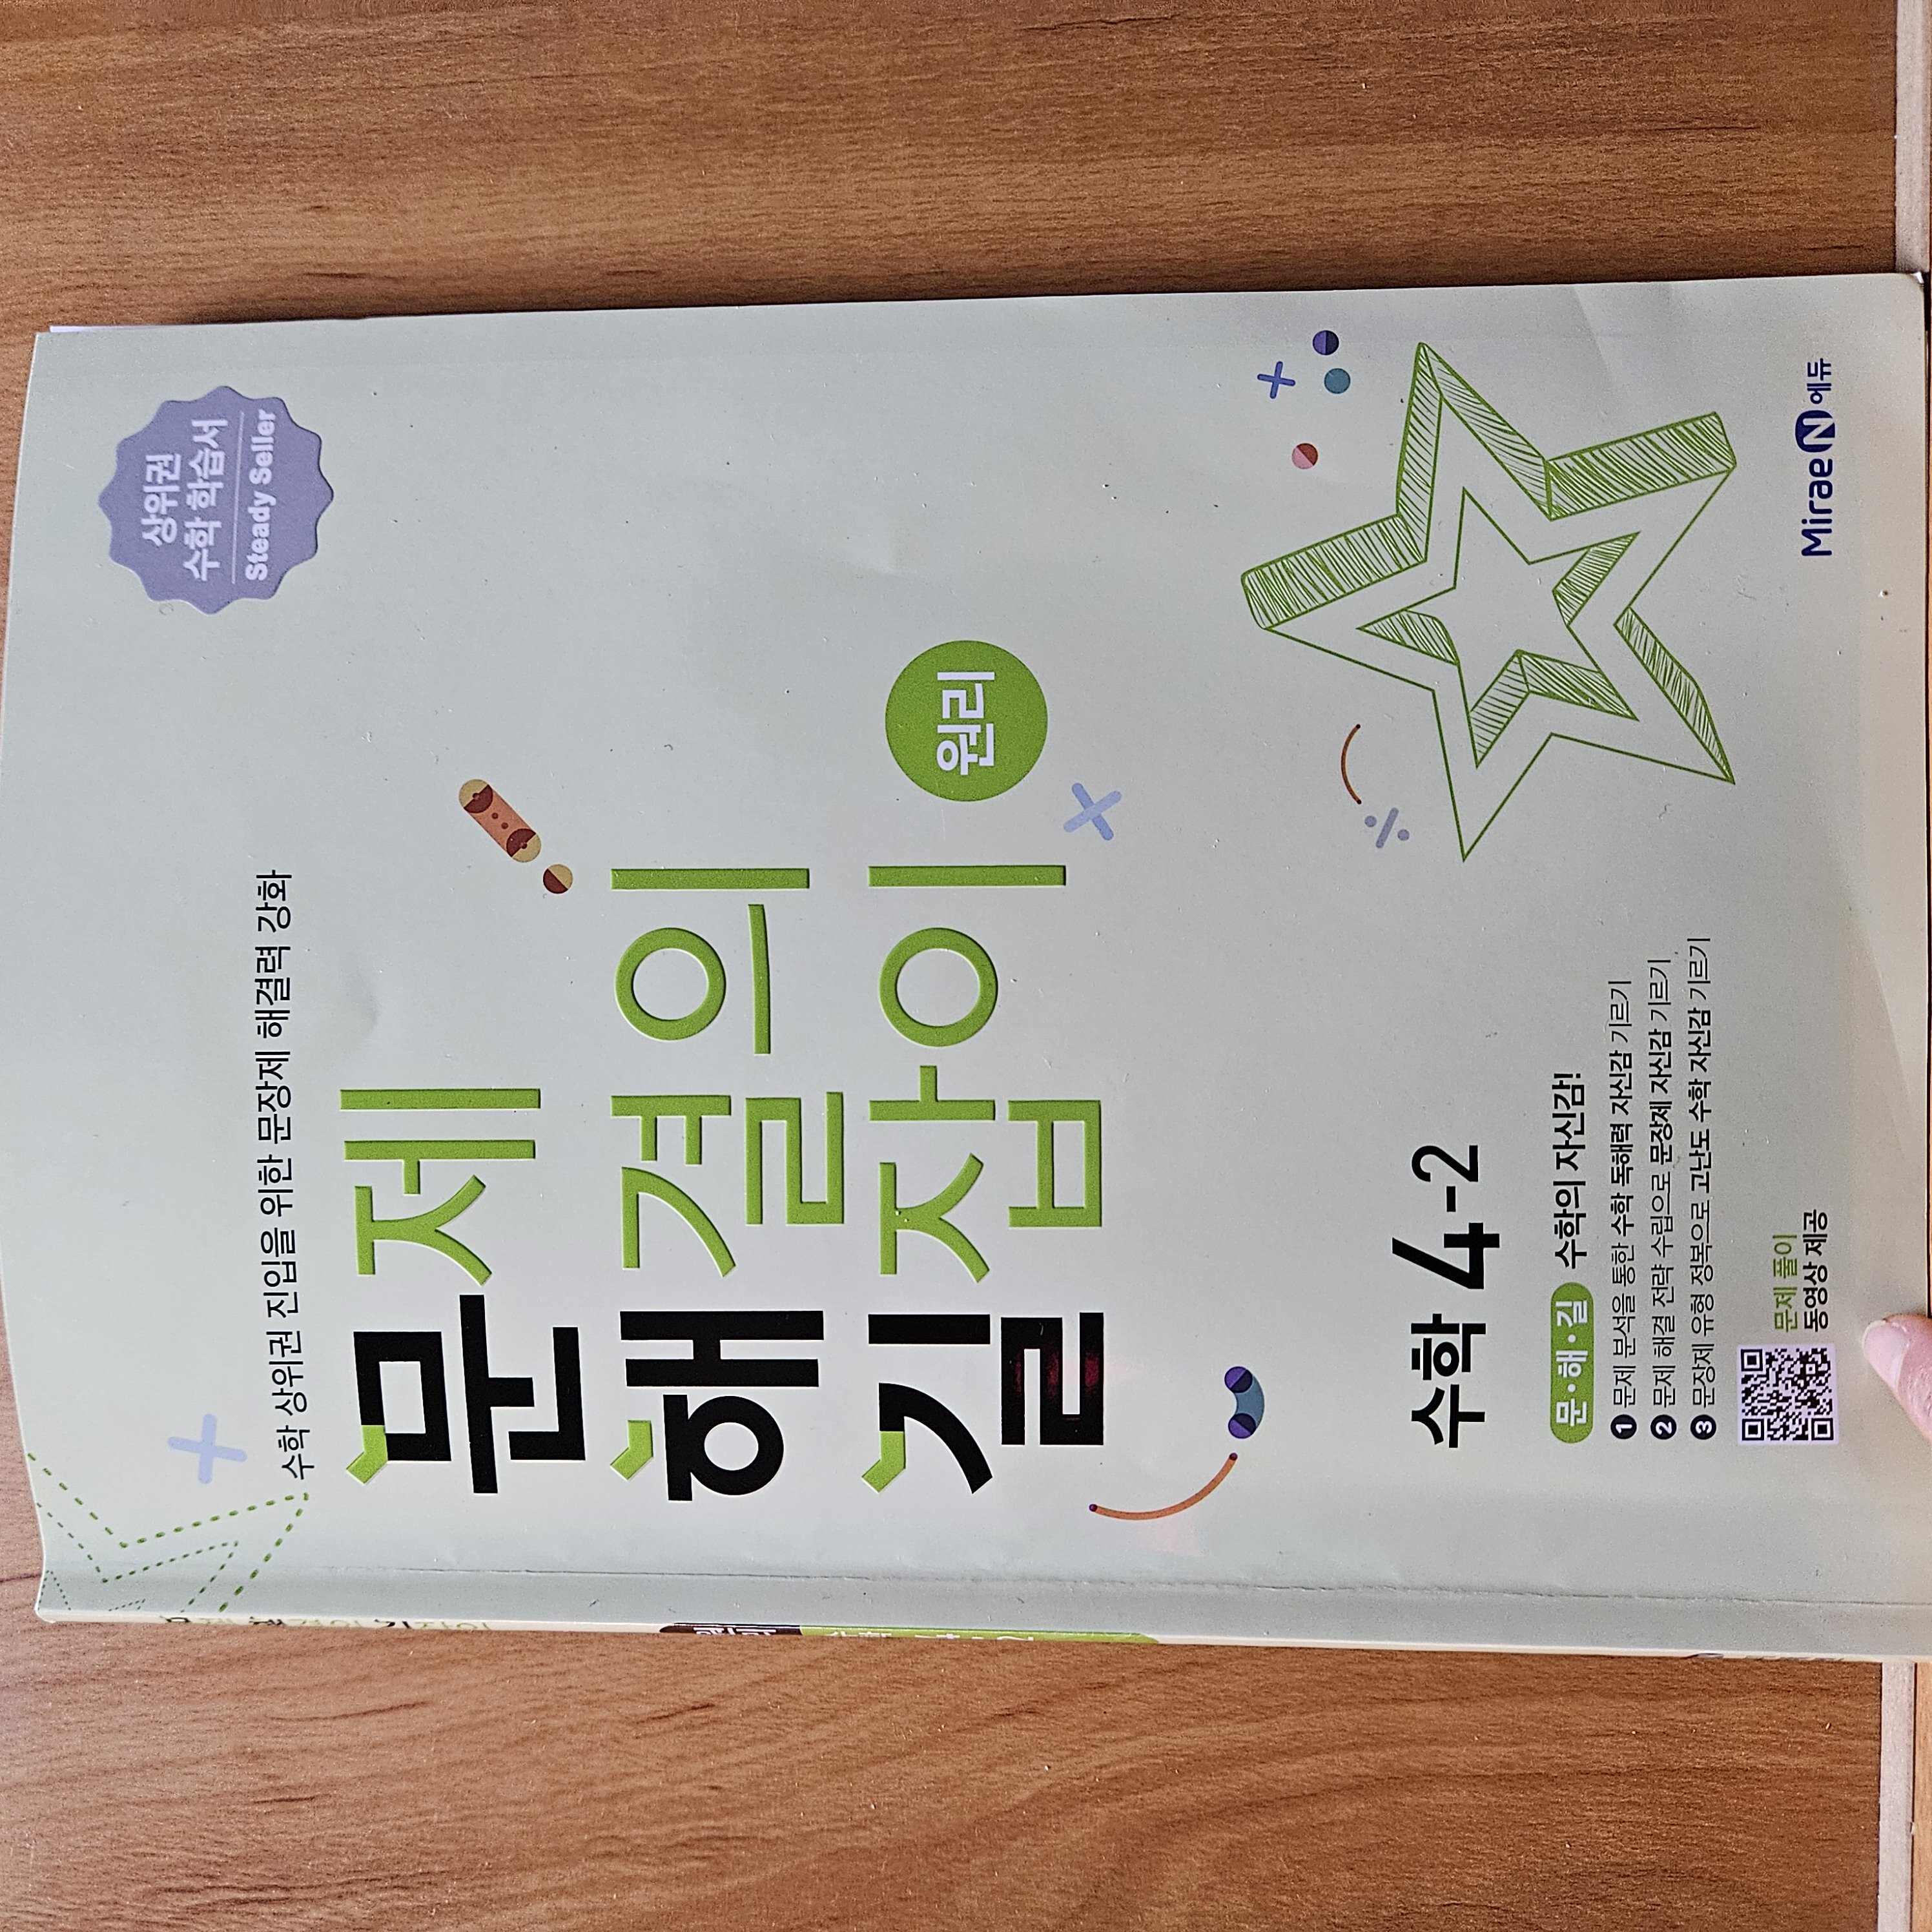 상위권
수학 학습서
Steady Seller
수학 상위권 진입을 위한 문장제 해결력 강화
문제
해결의
길잡이
원리
수학 4-2
문·해·길 수학의 자신감!
1 문제 분석을 통한 수학 독해력 자신감 기르기
2 문제 해결 전략 수립으로 문장제 자신감 기르기
3 문장제 유형 정복으로 고난도 수학 자신감 기르기
문제 풀이
동영상 제공
Mirae N 에듀